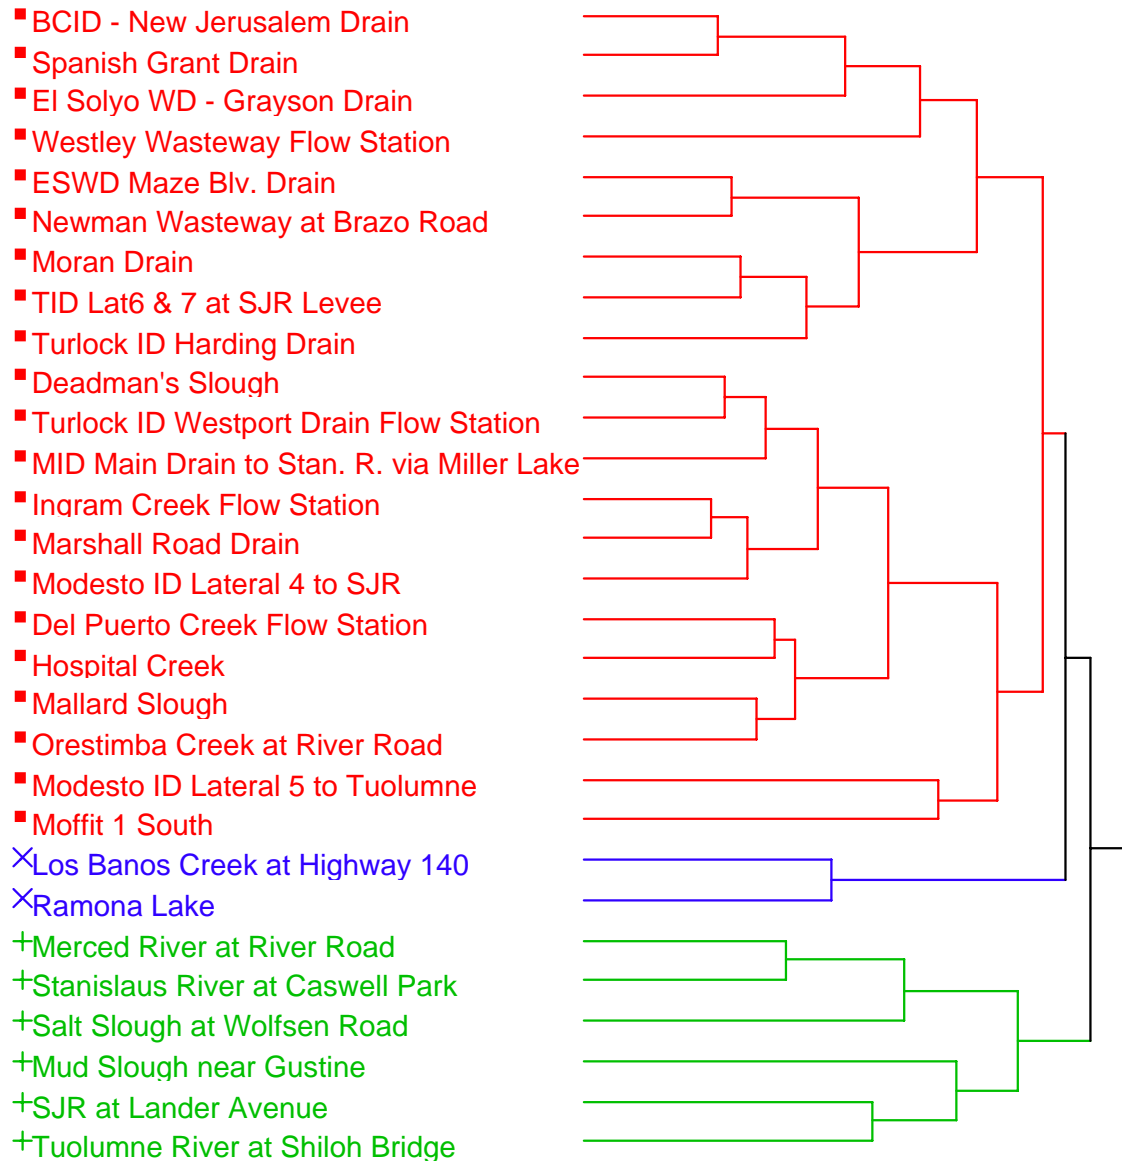 BCID - New Jerusalem Drain
Spanish Grant Drain
El Solyo WD - Grayson Drain
Westley Wasteway Flow Station
ESWD Maze Blv. Drain
Newman Wasteway at Brazo Road
Moran Drain
TID Lat6 & 7 at SJR Levee
Turlock ID Harding Drain
Deadman's Slough
Turlock ID Westport Drain Flow Station
MID Main Drain to Stan. R. via Miller Lake
Ingram Creek Flow Station
Marshall Road Drain
Modesto ID Lateral 4 to SJR
Del Puerto Creek Flow Station
Hospital Creek
Mallard Slough
Orestimba Creek at River Road
Modesto ID Lateral 5 to Tuolumne
Moffit 1 South
Los Banos Creek at Highway 140
Ramona Lake
Merced River at River Road
Stanislaus River at Caswell Park
Salt Slough at Wolfsen Road
Mud Slough near Gustine
SJR at Lander Avenue
Tuolumne River at Shiloh Bridge